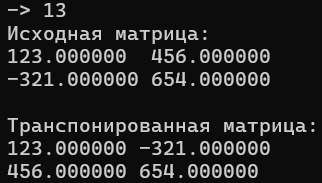 -> 13
Исходная матрица:
123.000000  456.000000
-321.000000 654.000000

Транспонированная матрица:
123.000000 -321.000000
456.000000 654.000000